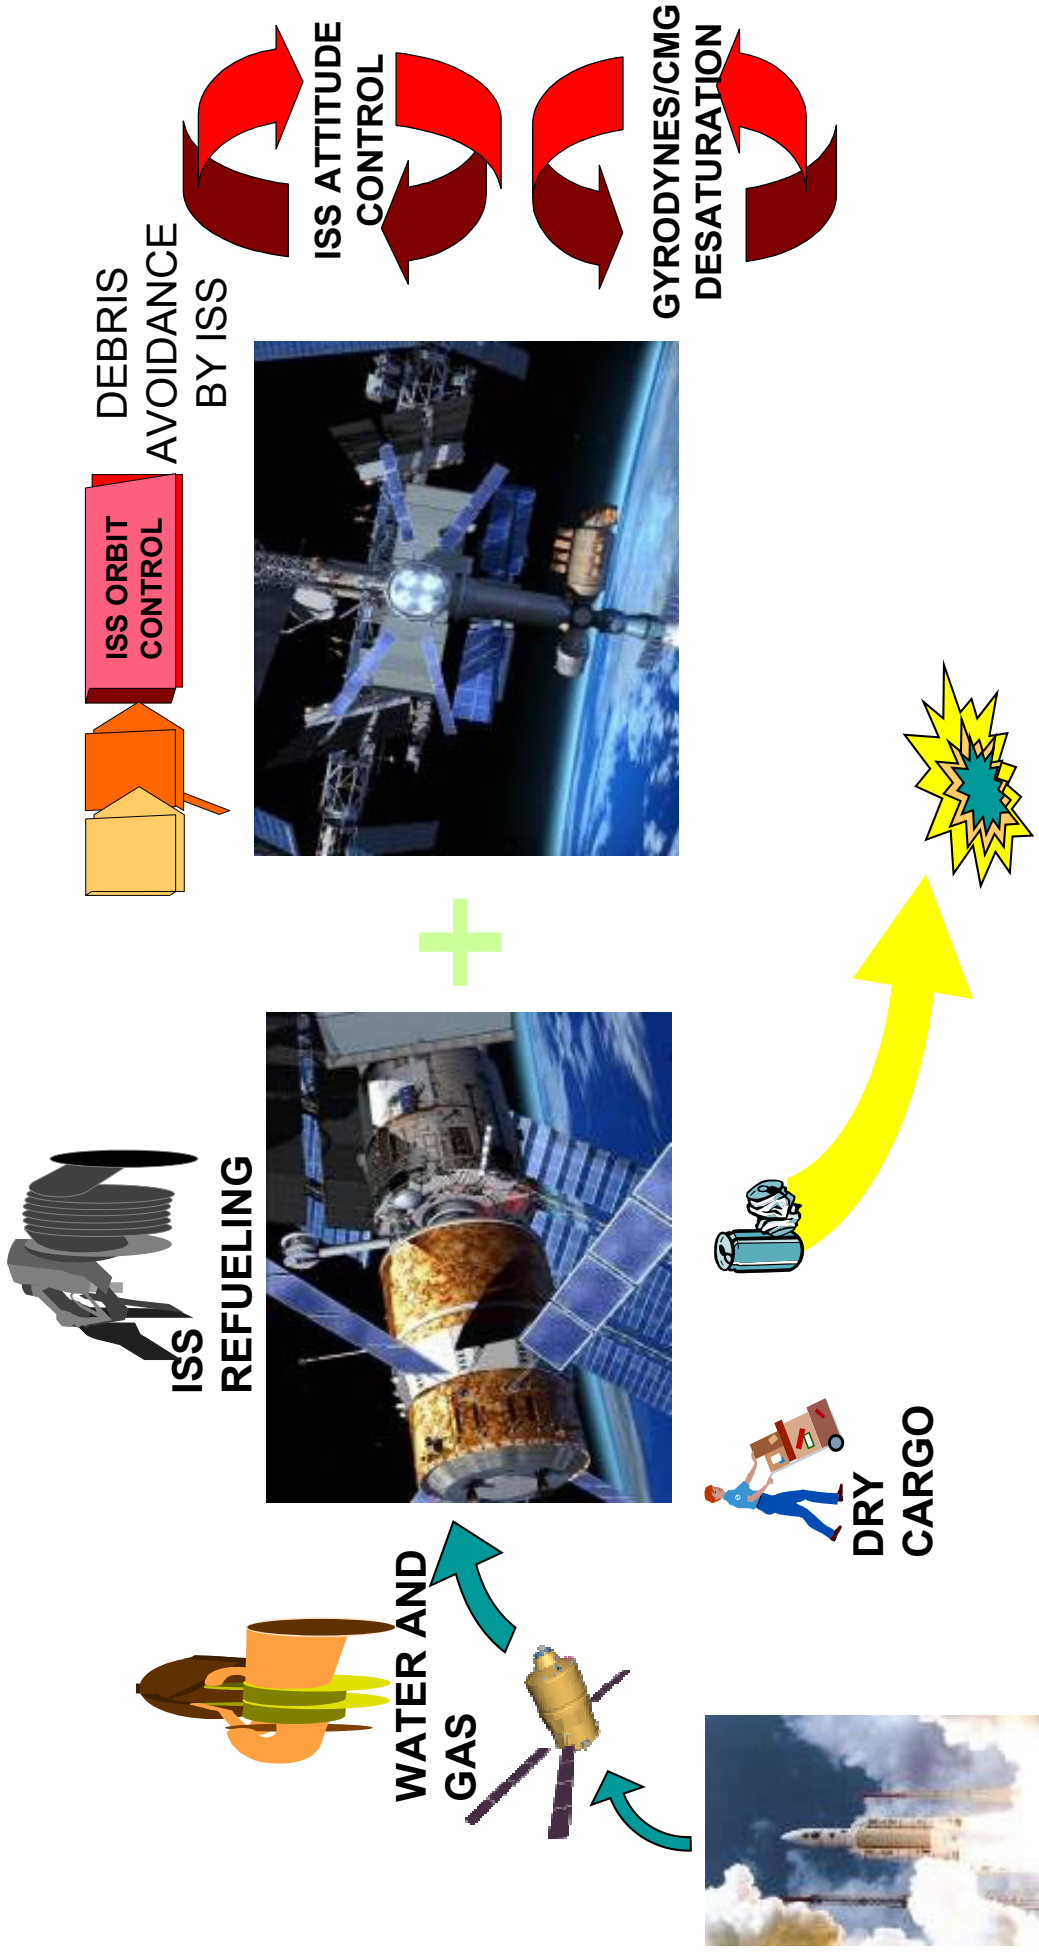 ISS
REFUELING
WATER AND
GAS
DRY
CARGO
ISS ORBIT
CONTROL
DEBRIS
AVOIDANCE
BY ISS
ISS ATTITUDE
CONTROL
GYRODYNES/CMG
DESATURATION